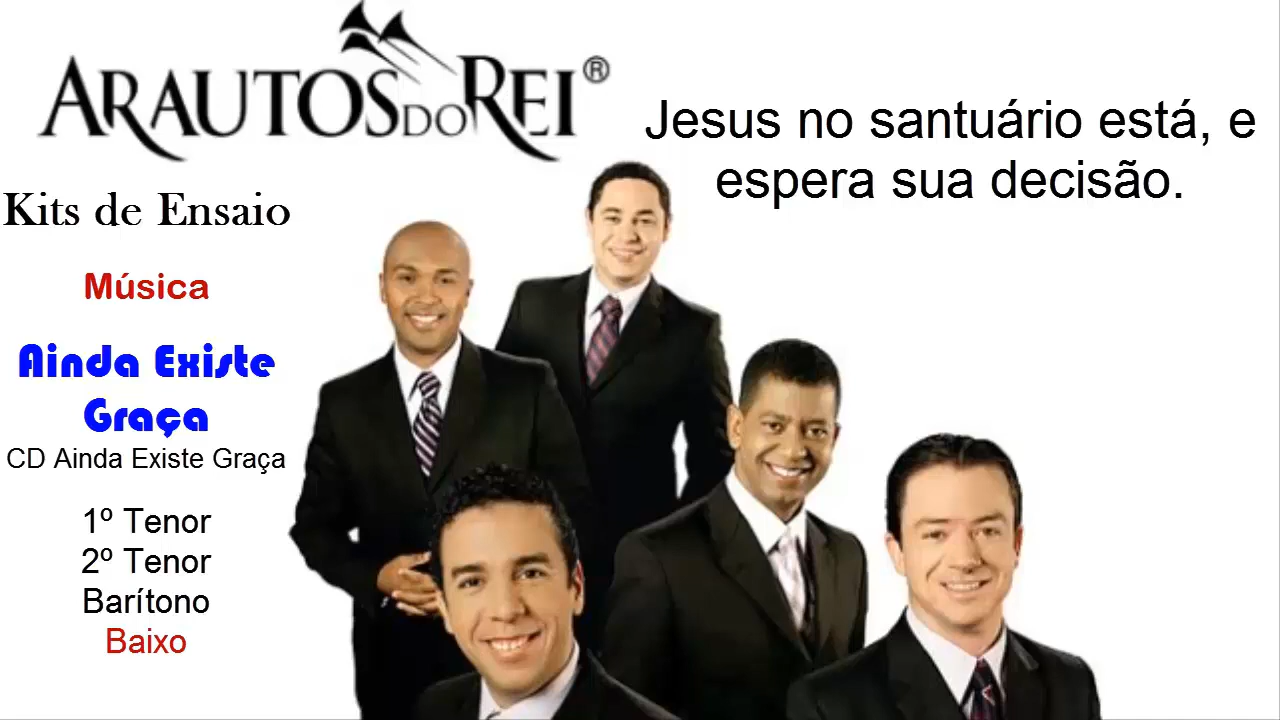 ARAUTOS DO REI®
Jesus no santuário está, e
espera sua decisão.
Kits de Ensaio
Música
Ainda Existe
Graça
CD Ainda Existe Graça
1º Tenor
2º Tenor
Barítono
Baixo